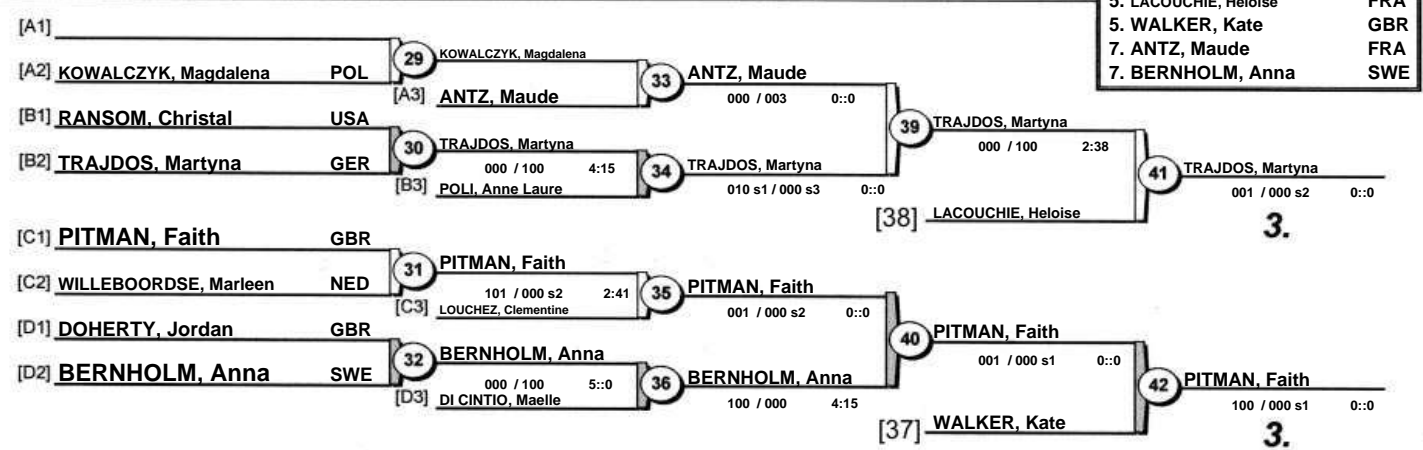 5. LACOUCHIE, Heloise FRA
5. WALKER, Kate GBR
7. ANTZ, Maude FRA
7. BERNHOLM, Anna SWE
[A1]
[A2] KOWALCZYK, Magdalena POL
29
KOWALCZYK, Magdalena
[A3] ANTZ, Maude
33
ANTZ, Maude
000 / 003 0::0
[B1] RANSOM, Christal USA
[B2] TRAJDOS, Martyna GER
30
TRAJDOS, Martyna
000 / 100 4:15
[B3] POLI, Anne Laure
34
TRAJDOS, Martyna
010 s1 / 000 s3 0::0
39
TRAJDOS, Martyna
000 / 100 2:38
[38] LACOUCHIE, Heloise
41
TRAJDOS, Martyna
001 / 000 s2 0::0
3.
[C1] PITMAN, Faith GBR
[C2] WILLEBOORDSE, Marleen NED
31
PITMAN, Faith
101 / 000 s2 2:41
[C3] LOUCHEZ, Clementine
35
PITMAN, Faith
001 / 000 s2 0::0
[D1] DOHERTY, Jordan GBR
[D2] BERNHOLM, Anna SWE
32
BERNHOLM, Anna
000 / 100 5::0
[D3] DI CINTIO, Maelle
36
BERNHOLM, Anna
100 / 000 4:15
40
PITMAN, Faith
001 / 000 s1 0::0
[37] WALKER, Kate
42
PITMAN, Faith
100 / 000 s1 0::0
3.